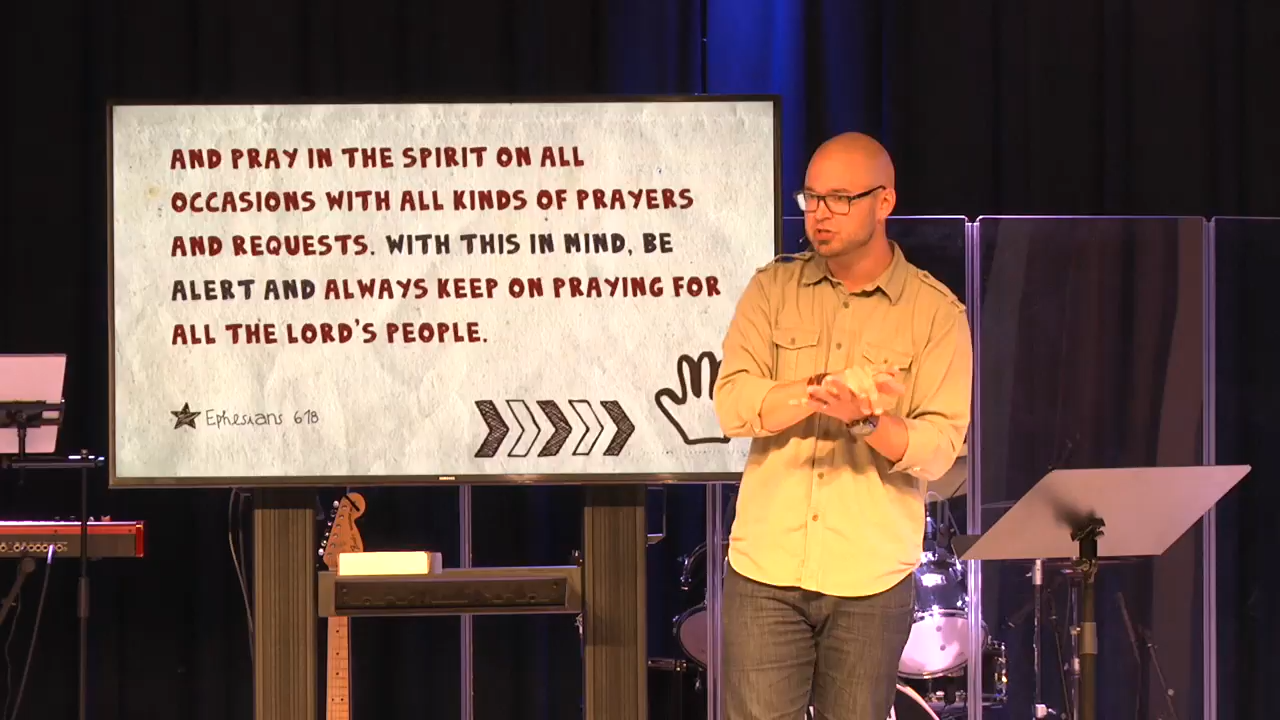 AND PRAY IN THE SPIRIT ON ALL
OCCASIONS WITH ALL KINDS OF PRAYERS
AND REQUESTS. WITH THIS IN MIND, BE
ALERT AND ALWAYS KEEP ON PRAYING FOR
ALL THE LORD'S PEOPLE.
Ephesians 6:18
SAMSUNG